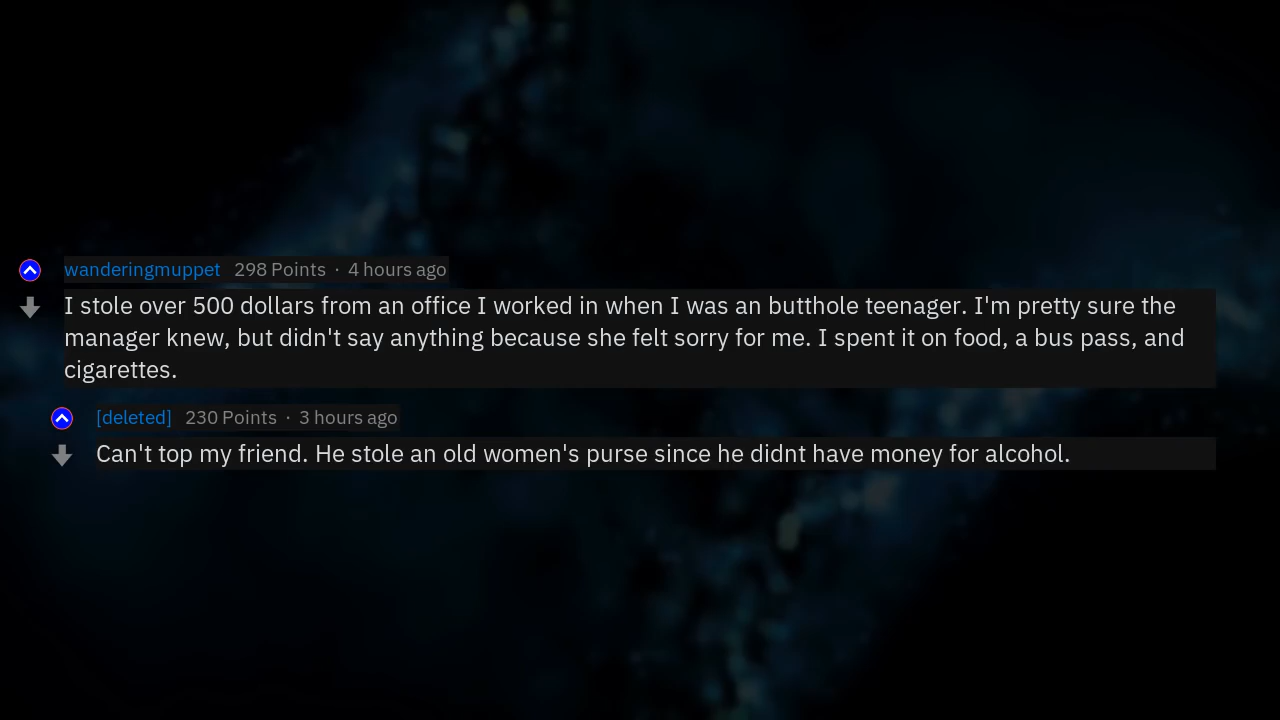 wanderingmuppet 298 Points · 4 hours ago
I stole over 500 dollars from an office I worked in when I was an butthole teenager. I'm pretty sure the
manager knew, but didn't say anything because she felt sorry for me. I spent it on food, a bus pass, and
cigarettes.
[deleted] 230 Points · 3 hours ago
Can't top my friend. He stole an old women's purse since he didnt have money for alcohol.